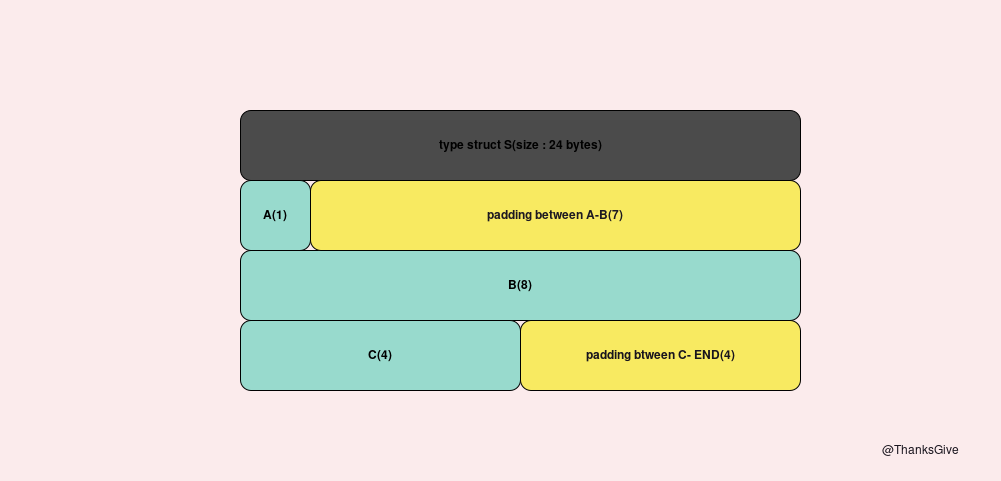 type struct S(size : 24 bytes)
A(1)
padding between A-B(7)
B(8)
C(4)
padding btween C- END(4)
@ThanksGive